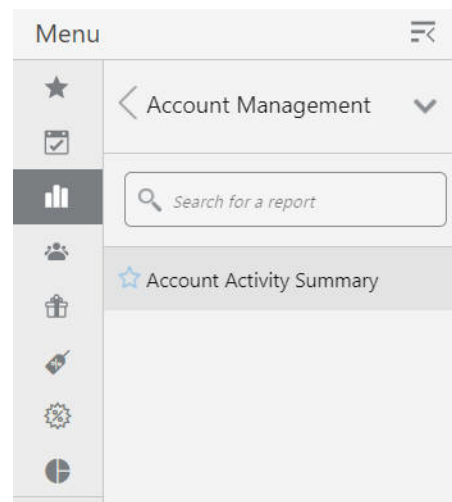 Menu
Account Management
Search for a report
Account Activity Summary